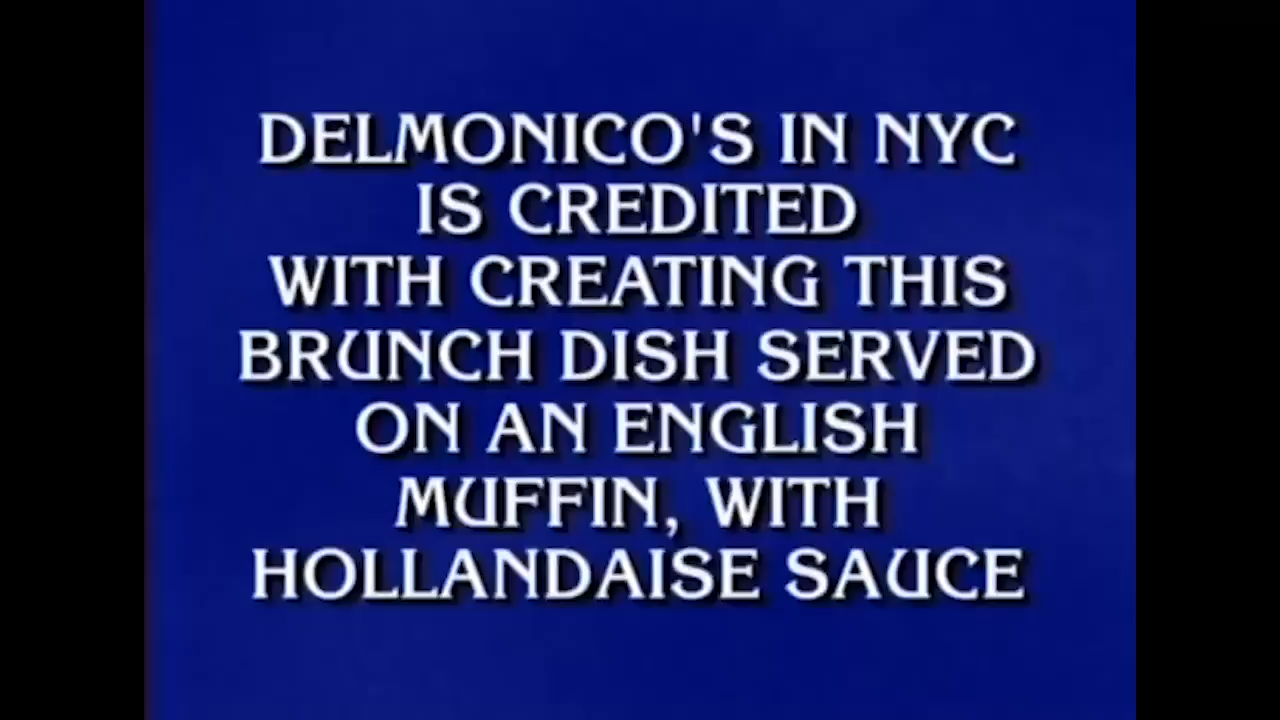 DELMONICO'S IN NYC
IS CREDITED
WITH CREATING THIS
BRUNCH DISH SERVED
ON AN ENGLISH
MUFFIN, WITH
HOLLANDAISE SAUCE